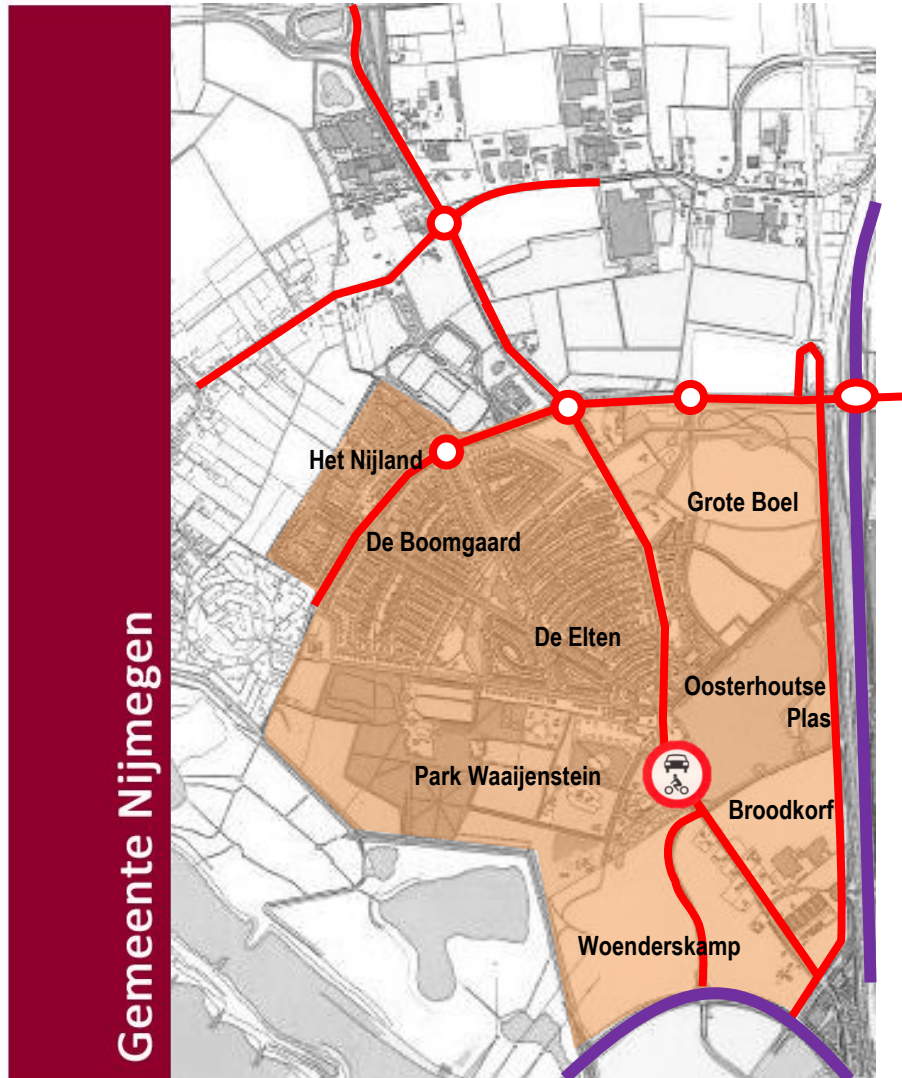 Gemeente Nijmegen
Het Nijland
Grote Boel
De Boomgaard
De Elten
Oosterhoutse
Plas
Park Waaijenstein
Broodkorf
Woenderskamp